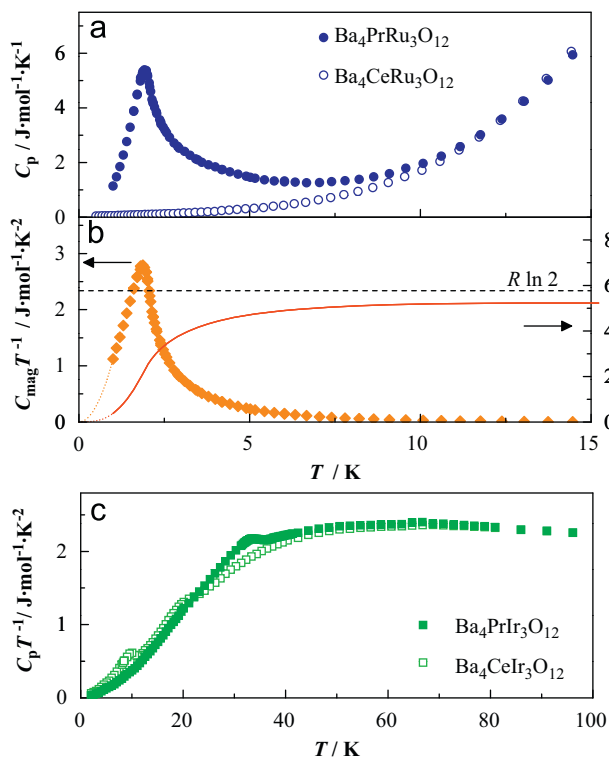 a
Ba₄PrRu₃O₁₂
Ba₄CeRu₃O₁₂
Cₚ / J·mol⁻¹·K⁻¹
6
4
2
0
b
C_mag T⁻¹ / J·mol⁻¹·K⁻²
3
2
1
0
R ln 2
8
6
4
2
0
0
5
10
15
T / K
c
CₚT⁻¹/ J·mol⁻¹·K⁻²
2
1
0
Ba₄PrIr₃O₁₂
Ba₄CeIr₃O₁₂
0
20
40
60
80
100
T / K